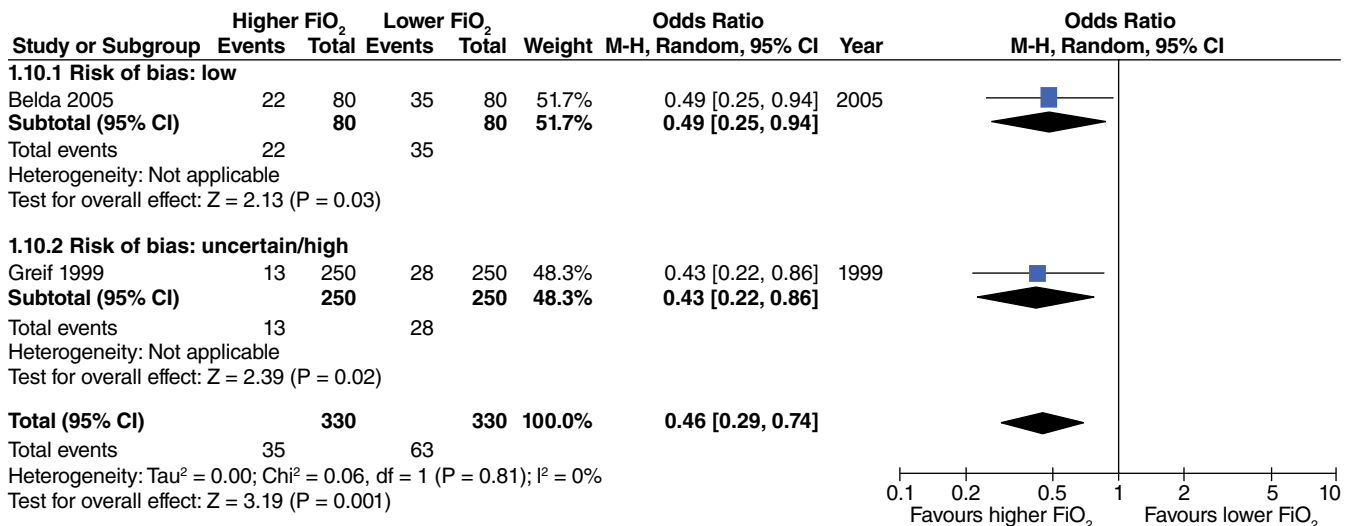 Higher FiO₂ Lower FiO₂ Odds Ratio Odds Ratio
Study or Subgroup Events Total Events Total Weight M-H, Random, 95% CI Year M-H, Random, 95% CI
1.10.1 Risk of bias: low
Belda 2005 22 80 35 80 51.7% 0.49 [0.25, 0.94] 2005
Subtotal (95% CI) 80 80 51.7% 0.49 [0.25, 0.94]
Total events 22 35
Heterogeneity: Not applicable
Test for overall effect: Z = 2.13 (P = 0.03)
1.10.2 Risk of bias: uncertain/high
Greif 1999 13 250 28 250 48.3% 0.43 [0.22, 0.86] 1999
Subtotal (95% CI) 250 250 48.3% 0.43 [0.22, 0.86]
Total events 13 28
Heterogeneity: Not applicable
Test for overall effect: Z = 2.39 (P = 0.02)
Total (95% CI) 330 330 100.0% 0.46 [0.29, 0.74]
Total events 35 63
Heterogeneity: Tau² = 0.00; Chi² = 0.06, df = 1 (P = 0.81); I² = 0%
Test for overall effect: Z = 3.19 (P = 0.001)
0.1 0.2 0.5 1 2 5 10
Favours higher FiO₂ Favours lower FiO₂